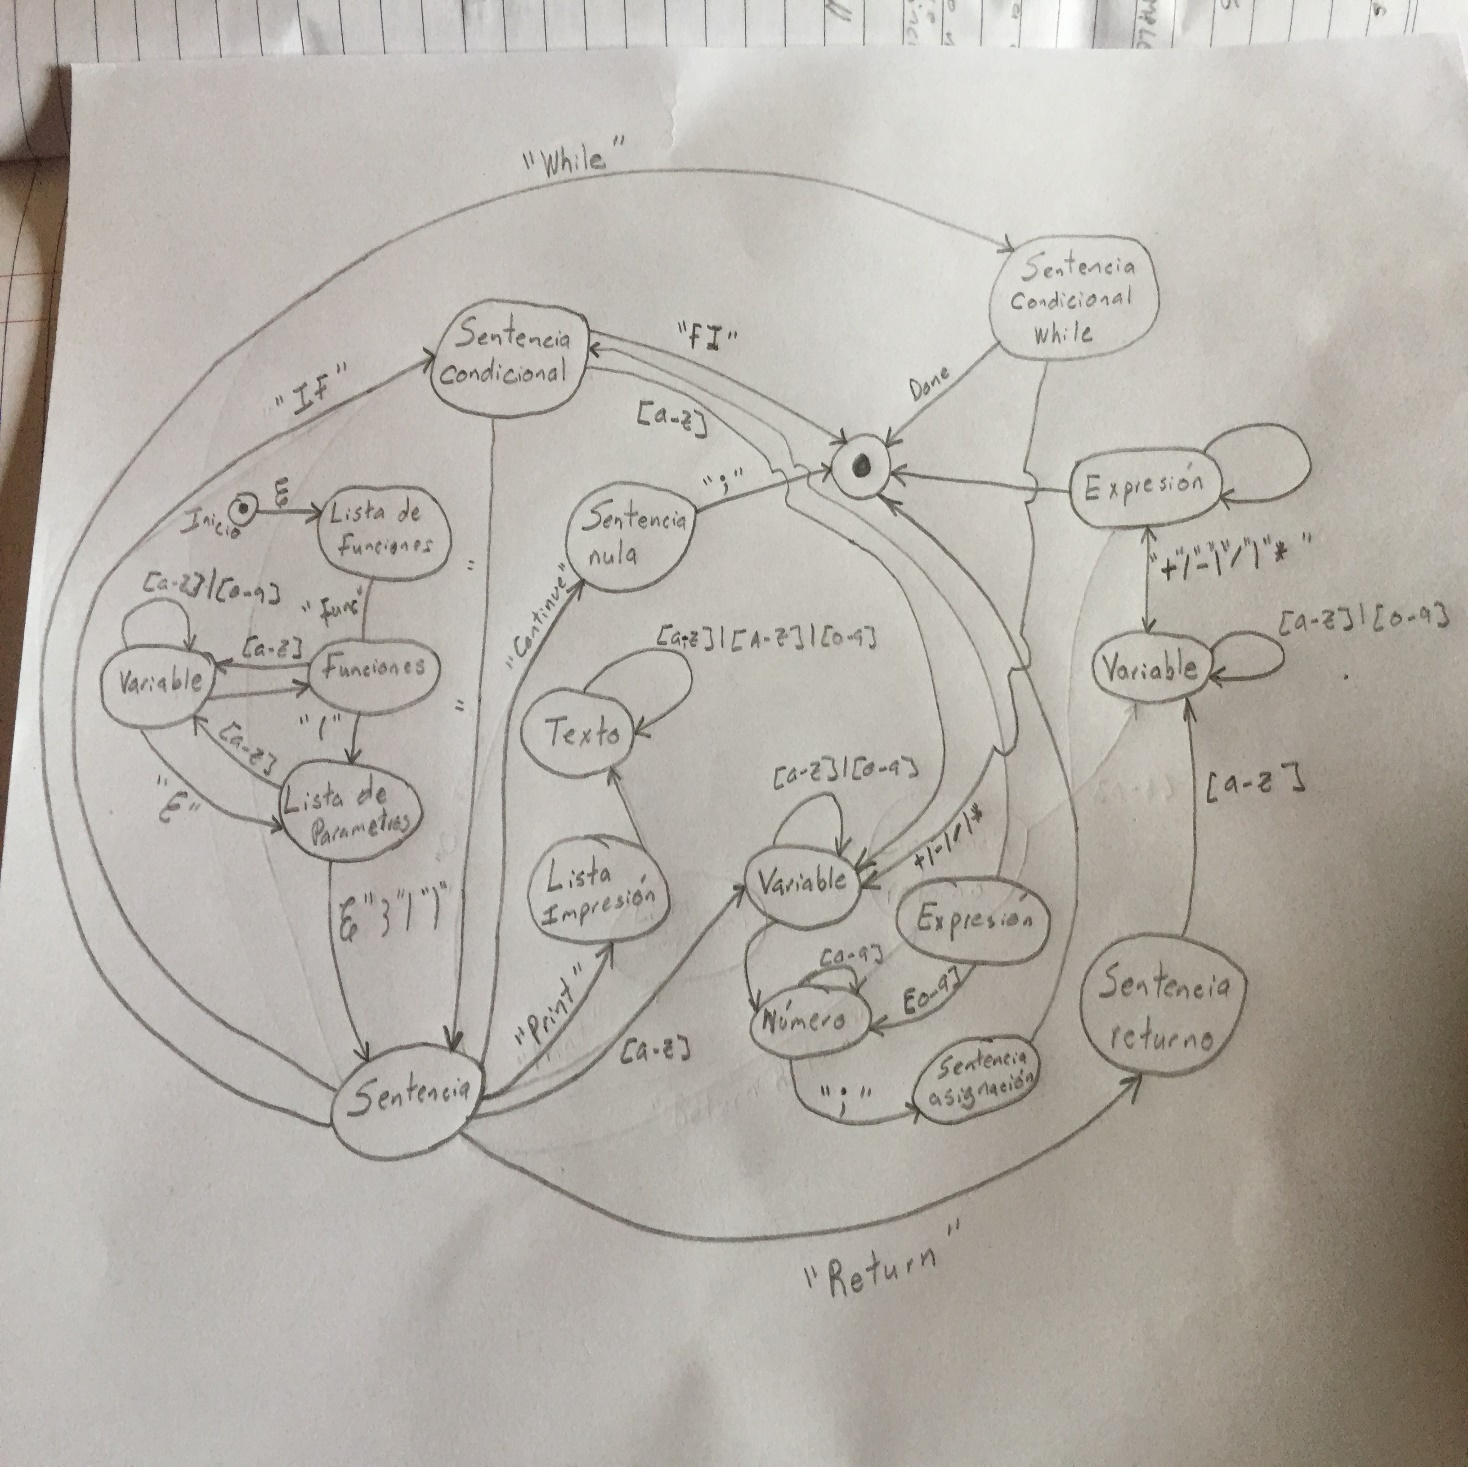 "While"
Sentencia
Condicional
While
Sentencia
Condicional
"FI"
"IF"
Done
[a-z]
Expresión
";"
Inicio
Lista de
Funciones
Sentencia
nula
"+"/"-"|"/"|"*"
[a-z]|[0-9]
"func"
=
"Continue"
[a-z]|[A-Z]|[0-9]
[a-z]|[0-9]
[a-z]
Variable
Funciones
Variable
=
"("
[a-z]
Texto
[a-z]|[0-9]
[a-z]
Lista de
Parametros
+|-|/|*
Lista
Impresión
Variable
Expresión
[0-9]
[0-9]
Número
Sentencia
returno
"Print"
[a-z]
Sentencia
";"
Sentencia
asignación
"Return"